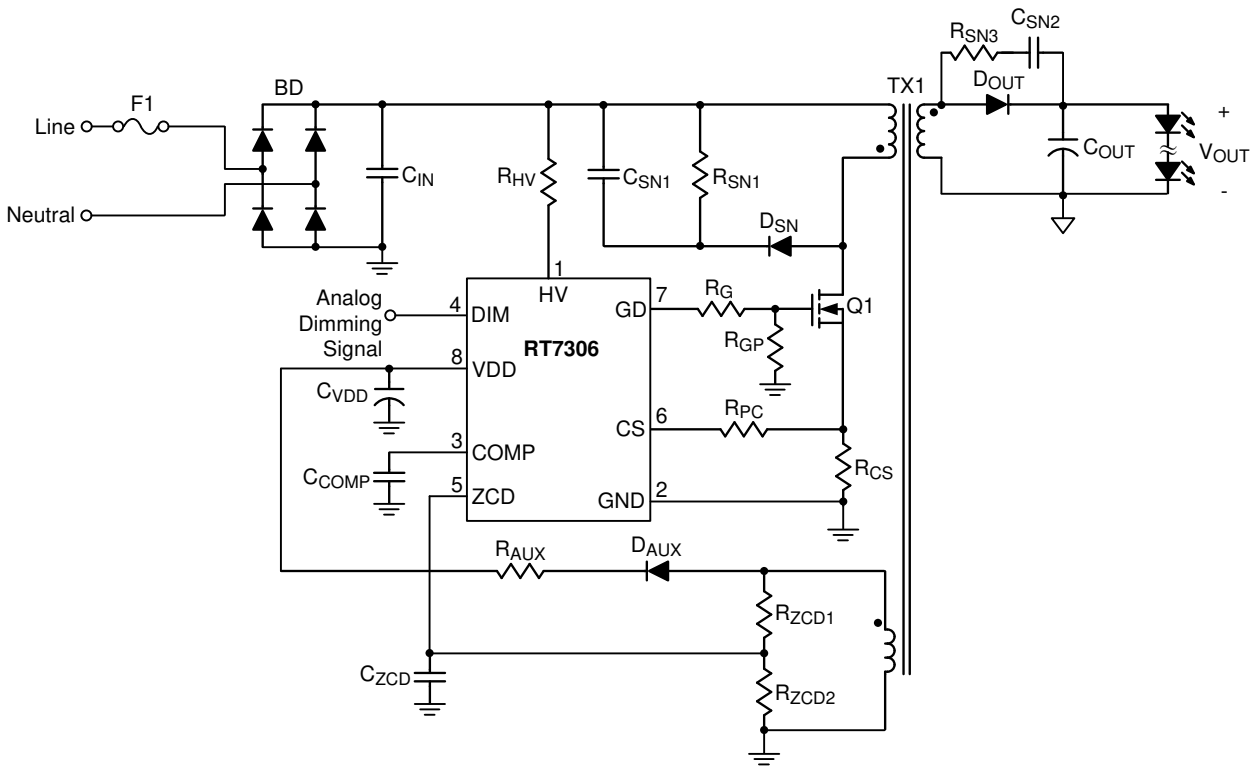 CSN2
RSN3
BD
TX1
DOUT
F1
Line
+
COUT
VOUT
CIN
RHV
CSN1
RSN1
-
Neutral
DSN
1
HV
Analog
Dimming
Signal
4
DIM
RG
7
GD
Q1
RGP
RT7306
8
VDD
CVDD
RPC
6
CS
3
COMP
RCS
CCOMP
5
ZCD
2
GND
RAUX
DAUX
RZCD1
CZCD
RZCD2